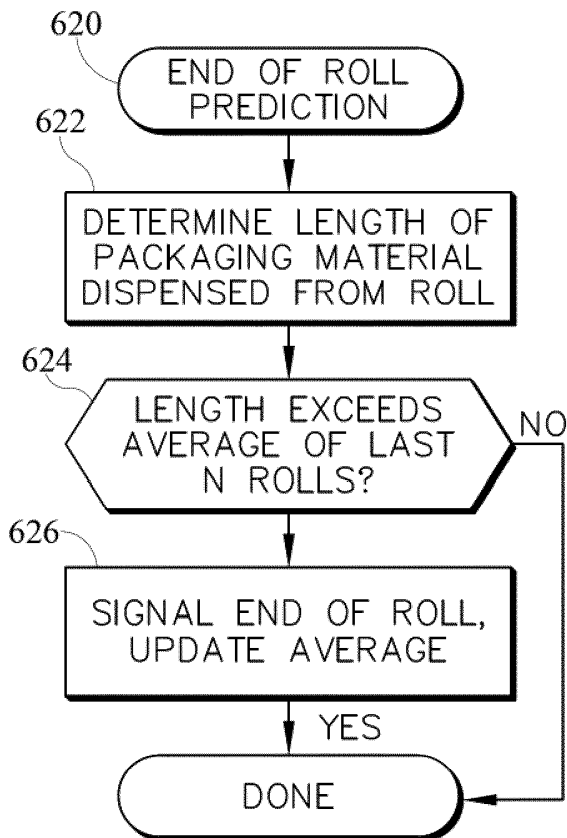 620
END OF ROLL
PREDICTION
622
DETERMINE LENGTH OF
PACKAGING MATERIAL
DISPENSED FROM ROLL
624
LENGTH EXCEEDS
AVERAGE OF LAST
N ROLLS?
NO
626
SIGNAL END OF ROLL,
UPDATE AVERAGE
YES
DONE